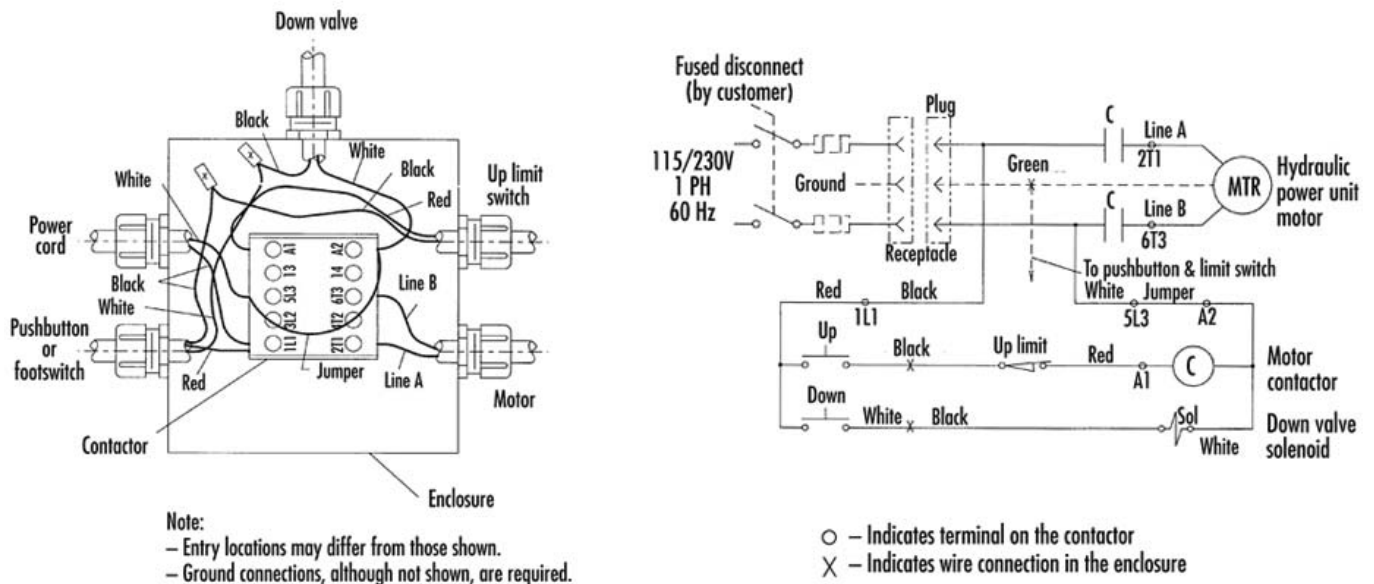 Down valve
Black
White
Black
White
Red
Up limit
switch
Power
cord
A1
A2
13
14
5L3
6T3
Line B
Black
White
3L2
4T2
Pushbutton
or
footswitch
1L1
2T1
Red
Jumper
Line A
Motor
Contactor
Enclosure
Note:
– Entry locations may differ from those shown.
– Ground connections, although not shown, are required.
Fused disconnect
(by customer)
Plug
C
Line A
2T1
115/230V
1 PH
60 Hz
Ground
Green
MTR
Hydraulic
power unit
motor
C
Line B
6T3
Receptacle
To pushbutton & limit switch
Red
Black
White
Jumper
1L1
5L3
A2
Up
Black
Up limit
Red
A1
C
Motor
contactor
Down
White
Black
Sol
White
Down valve
solenoid
O – Indicates terminal on the contactor
X – Indicates wire connection in the enclosure